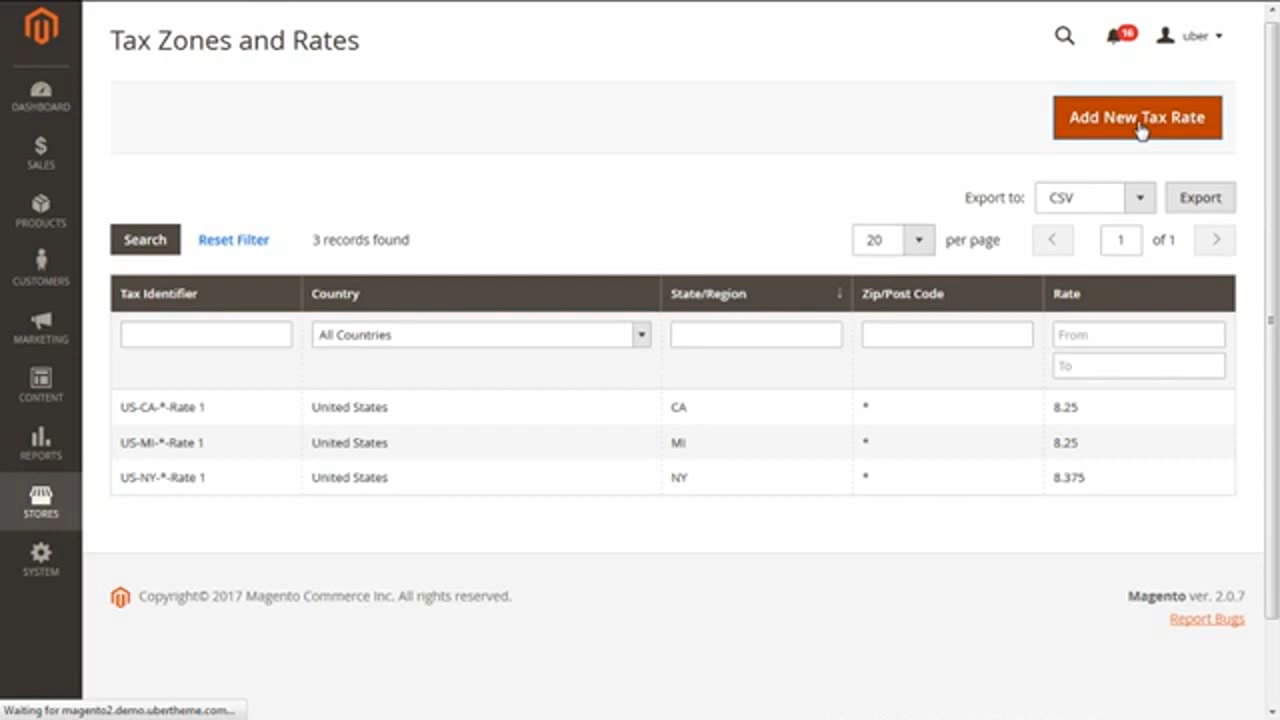 Tax Zones and Rates
16
uber
DASHBOARD
SALES
PRODUCTS
CUSTOMERS
MARKETING
CONTENT
REPORTS
STORES
SYSTEM
Add New Tax Rate
Export to: CSV Export
Search Reset Filter 3 records found 20 per page 1 of 1
Tax Identifier Country State/Region ↓ Zip/Post Code Rate
All Countries From
To
US-CA-*-Rate 1 United States CA * 8.25
US-MI-*-Rate 1 United States MI * 8.25
US-NY-*-Rate 1 United States NY * 8.375
Copyright© 2017 Magento Commerce Inc. All rights reserved. Magento ver. 2.0.7
Report Bugs
Waiting for magento2.demo.ubertheme.com...